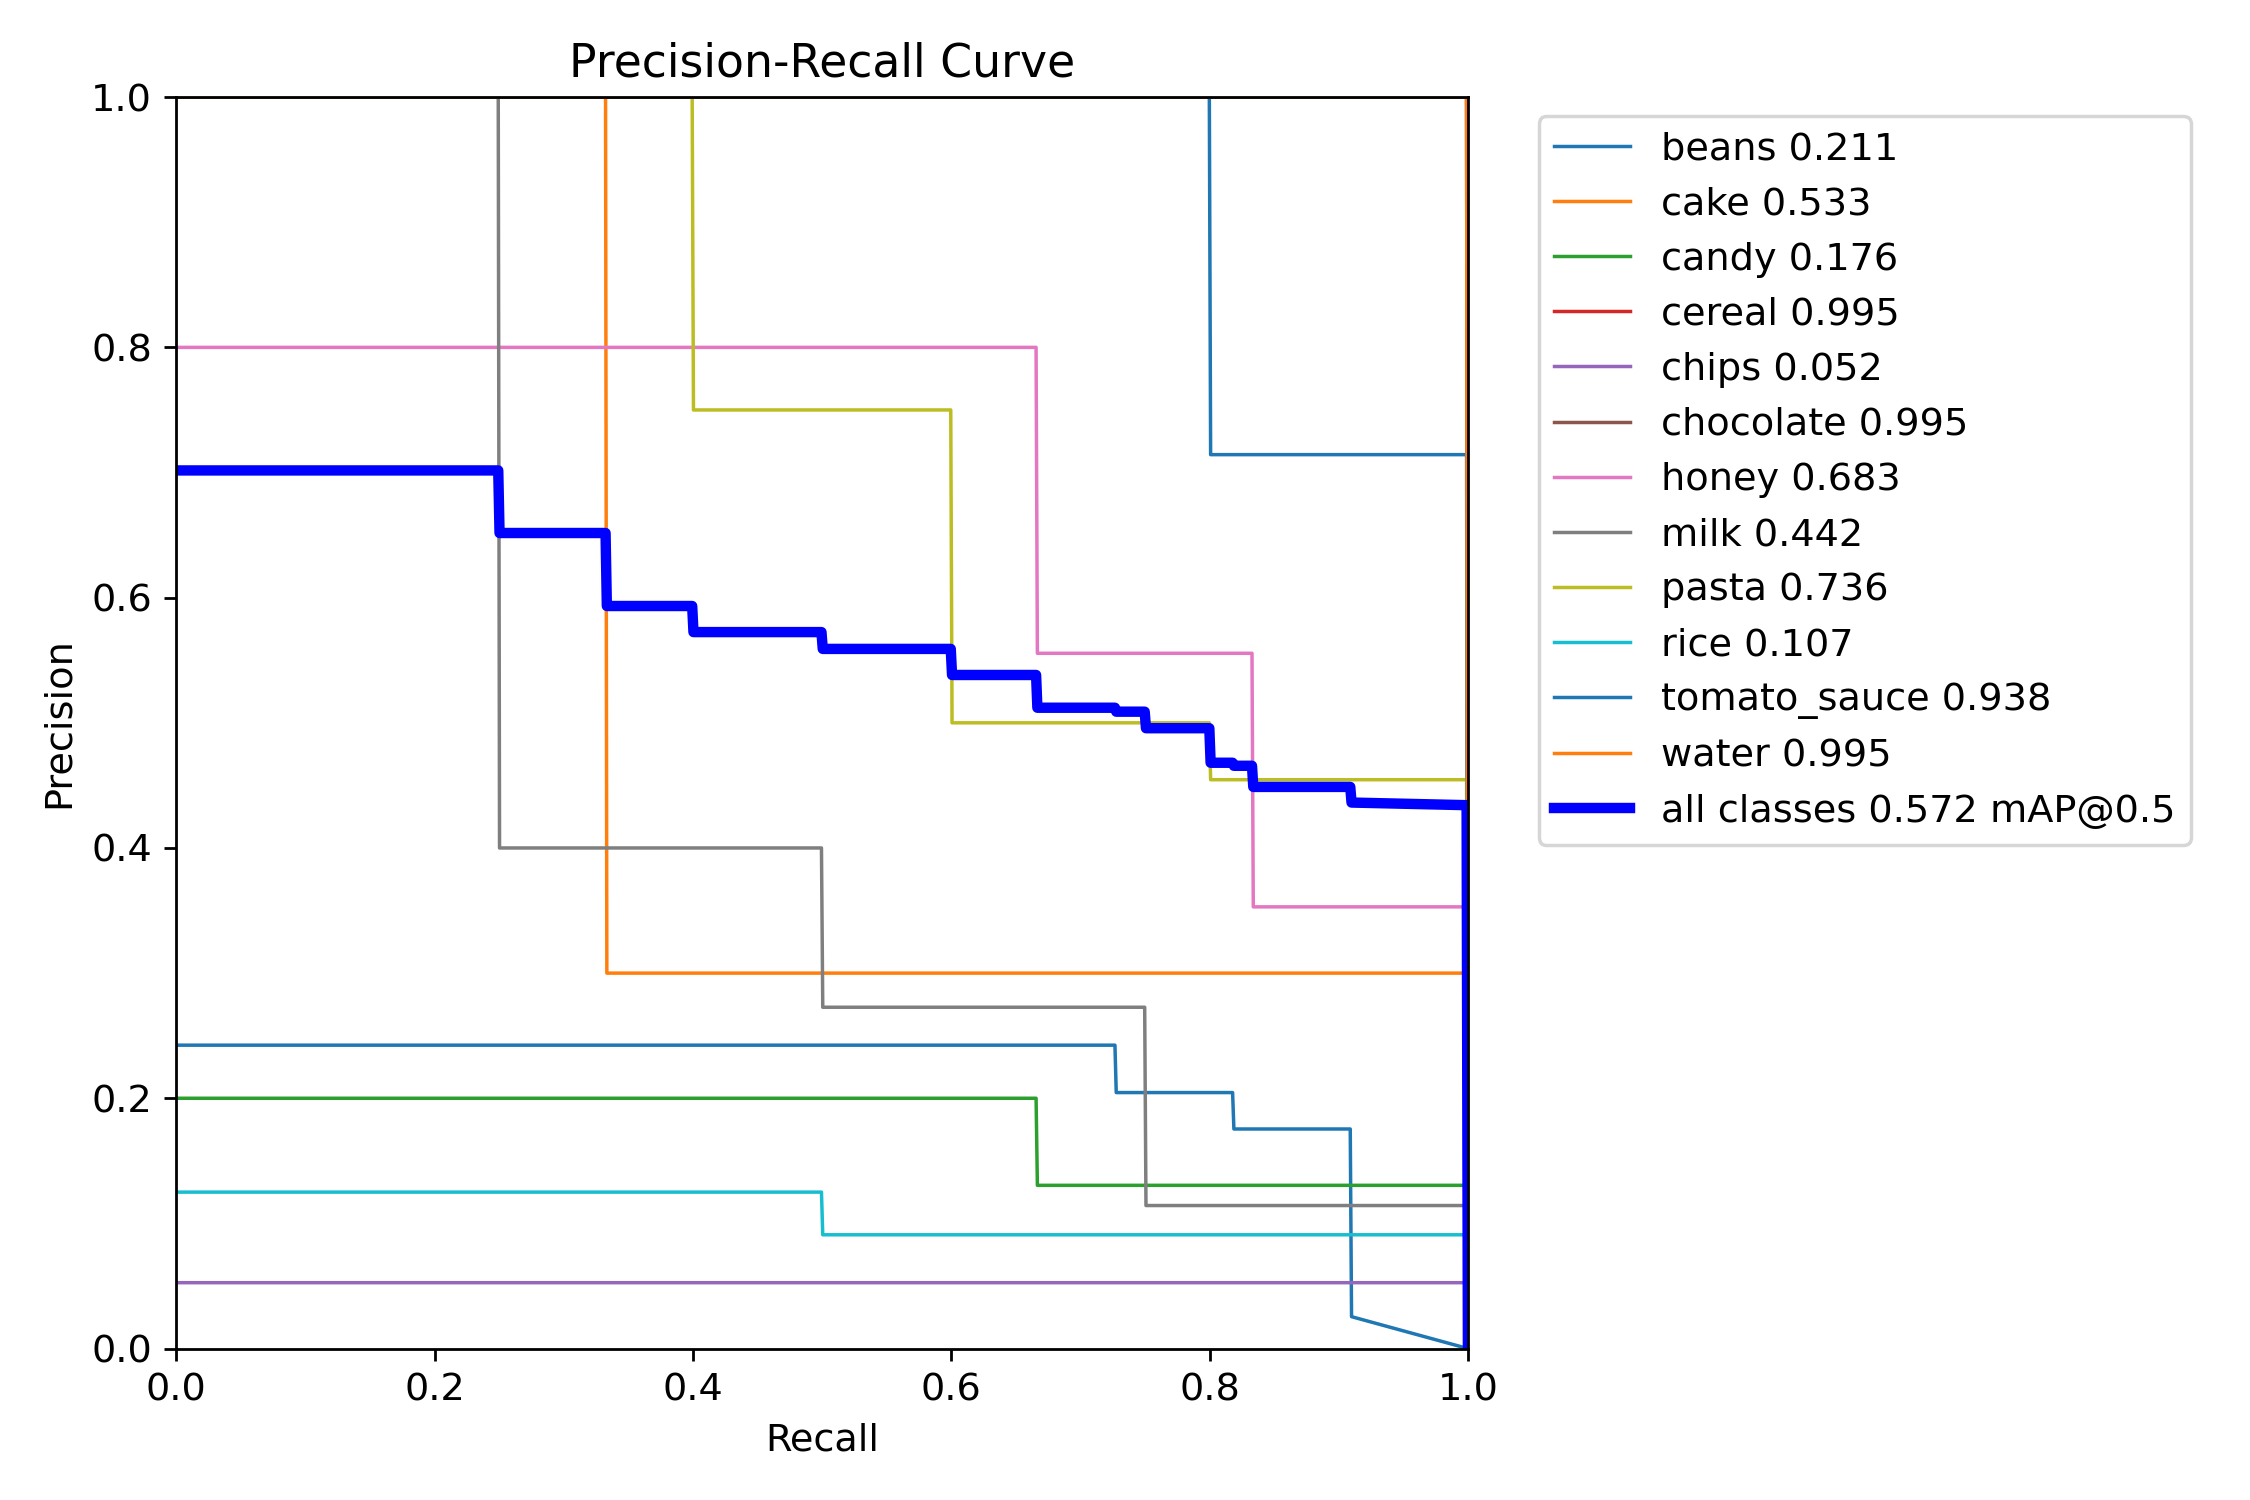 Precision-Recall Curve
1.0
0.8
0.6
0.4
0.2
0.0
Precision
0.0 0.2 0.4 0.6 0.8 1.0
Recall
beans 0.211
cake 0.533
candy 0.176
cereal 0.995
chips 0.052
chocolate 0.995
honey 0.683
milk 0.442
pasta 0.736
rice 0.107
tomato_sauce 0.938
water 0.995
all classes 0.572 mAP@0.5